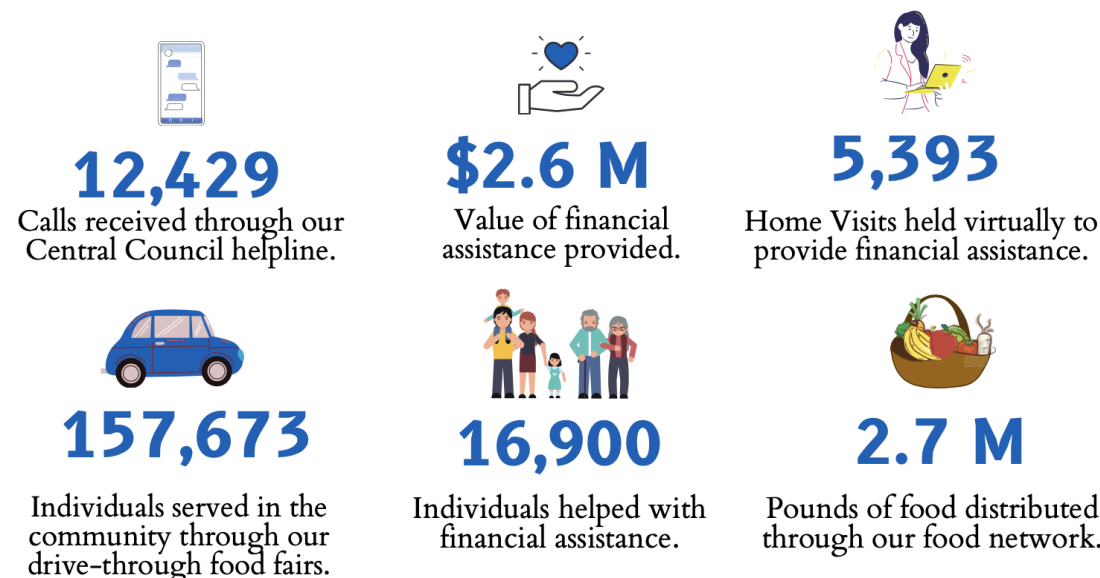 12,429
Calls received through our
Central Council helpline.
$2.6 M
Value of financial
assistance provided.
5,393
Home Visits held virtually to
provide financial assistance.
157,673
Individuals served in the
community through our
drive-through food fairs.
16,900
Individuals helped with
financial assistance.
2.7 M
Pounds of food distributed
through our food network.